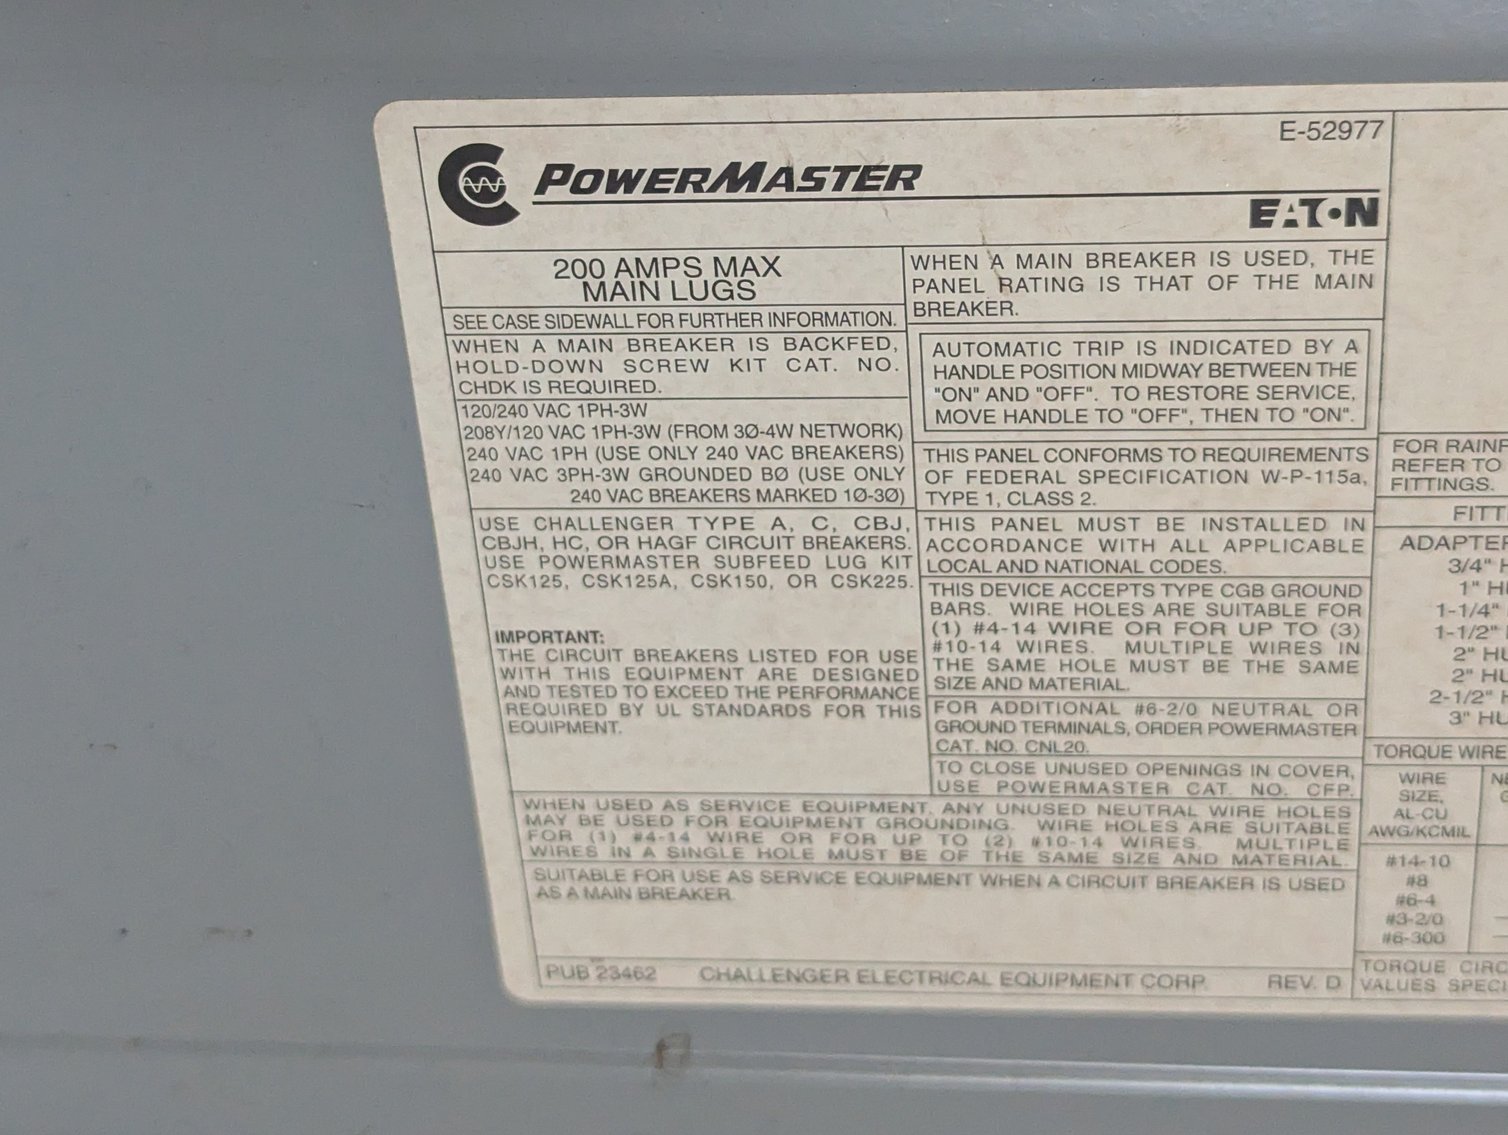 E-52977
POWERMASTER
EATON
200 AMPS MAX
MAIN LUGS
SEE CASE SIDEWALL FOR FURTHER INFORMATION.
WHEN A MAIN BREAKER IS BACKFED,
HOLD-DOWN SCREW KIT CAT. NO.
CHDK IS REQUIRED.
120/240 VAC 1PH-3W
208Y/120 VAC 1PH-3W (FROM 3Ø-4W NETWORK)
240 VAC 1PH (USE ONLY 240 VAC BREAKERS)
240 VAC 3PH-3W GROUNDED BØ (USE ONLY
240 VAC BREAKERS MARKED 1Ø-3Ø)
USE CHALLENGER TYPE A, C, CBJ,
CBJH, HC, OR HAGF CIRCUIT BREAKERS.
USE POWERMASTER SUBFEED LUG KIT
CSK125, CSK125A, CSK150, OR CSK225.
IMPORTANT:
THE CIRCUIT BREAKERS LISTED FOR USE
WITH THIS EQUIPMENT ARE DESIGNED
AND TESTED TO EXCEED THE PERFORMANCE
REQUIRED BY UL STANDARDS FOR THIS
EQUIPMENT.
WHEN A MAIN BREAKER IS USED, THE
PANEL RATING IS THAT OF THE MAIN
BREAKER.
AUTOMATIC TRIP IS INDICATED BY A
HANDLE POSITION MIDWAY BETWEEN THE
"ON" AND "OFF". TO RESTORE SERVICE,
MOVE HANDLE TO "OFF", THEN TO "ON".
THIS PANEL CONFORMS TO REQUIREMENTS
OF FEDERAL SPECIFICATION W-P-115a,
TYPE 1, CLASS 2.
THIS PANEL MUST BE INSTALLED IN
ACCORDANCE WITH ALL APPLICABLE
LOCAL AND NATIONAL CODES.
THIS DEVICE ACCEPTS TYPE CGB GROUND
BARS. WIRE HOLES ARE SUITABLE FOR
(1) #4-14 WIRE OR FOR UP TO (3)
#10-14 WIRES. MULTIPLE WIRES IN
THE SAME HOLE MUST BE THE SAME
SIZE AND MATERIAL.
FOR ADDITIONAL #6-2/0 NEUTRAL OR
GROUND TERMINALS, ORDER POWERMASTER
CAT. NO. CNL20.
TO CLOSE UNUSED OPENINGS IN COVER,
USE POWERMASTER CAT. NO. CFP.
WHEN USED AS SERVICE EQUIPMENT, ANY UNUSED NEUTRAL WIRE HOLES
MAY BE USED FOR EQUIPMENT GROUNDING. WIRE HOLES ARE SUITABLE
FOR (1) #4-14 WIRE OR FOR UP TO (2) #10-14 WIRES. MULTIPLE
WIRES IN A SINGLE HOLE MUST BE OF THE SAME SIZE AND MATERIAL.
SUITABLE FOR USE AS SERVICE EQUIPMENT WHEN A CIRCUIT BREAKER IS USED
AS A MAIN BREAKER.
PUB 23462 CHALLENGER ELECTRICAL EQUIPMENT CORP. REV. D
FOR RAINF
REFER TO
FITTINGS.
FITT
ADAPTER
3/4" H
1" H
1-1/4"
1-1/2"
2" HU
2" HU
2-1/2" H
3" HU
TORQUE WIRE
WIRE
SIZE,
AL-CU
AWG/KCMIL
#14-10
#8
#6-4
#3-2/0
#6-300
TORQUE CIRC
VALUES SPECI